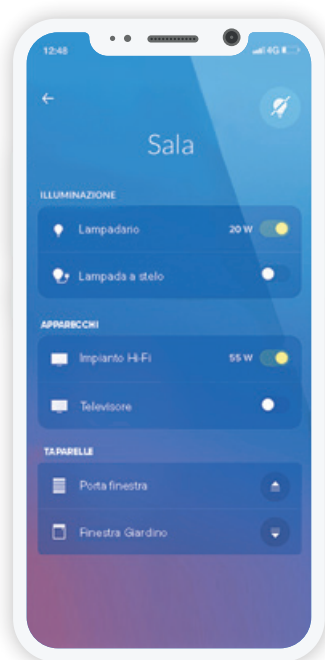 12:48
4G
Sala
ILLUMINAZIONE
Lampadario 20 W
Lampada a stelo
APPARECCHI
Impianto Hi-Fi 55 W
Televisore
TAPARELLE
Porta finestra
Finestra Giardino